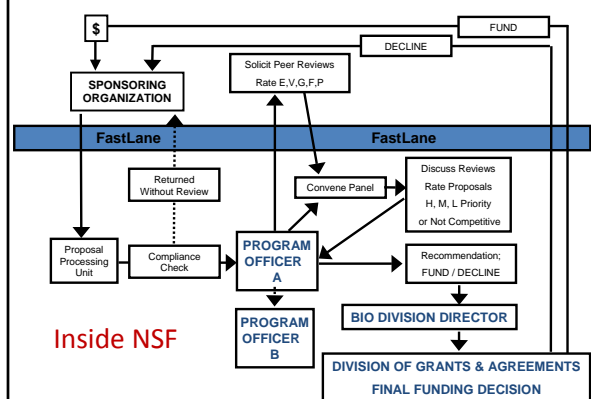 $
FUND
DECLINE
SPONSORING
ORGANIZATION
Solicit Peer Reviews
Rate E,V,G,F,P
FastLane
FastLane
Returned
Without Review
Convene Panel
Discuss Reviews
Rate Proposals
H, M, L Priority
or Not Competitive
Proposal
Processing
Unit
Compliance
Check
PROGRAM
OFFICER
A
Recommendation;
FUND / DECLINE
PROGRAM
OFFICER
B
BIO DIVISION DIRECTOR
Inside NSF
DIVISION OF GRANTS & AGREEMENTS
FINAL FUNDING DECISION